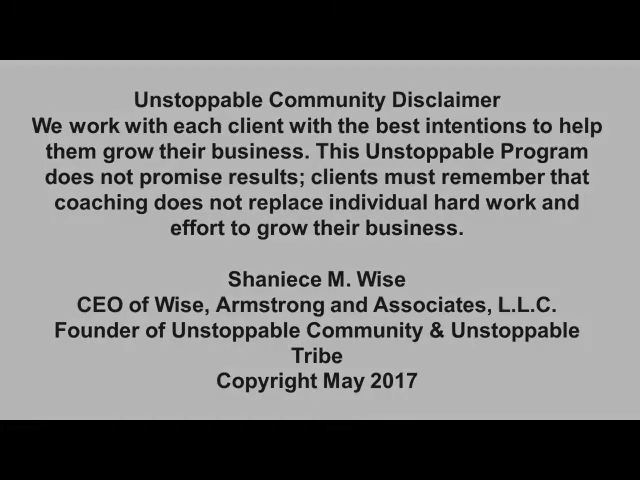 Unstoppable Community Disclaimer
We work with each client with the best intentions to help
them grow their business. This Unstoppable Program
does not promise results; clients must remember that
coaching does not replace individual hard work and
effort to grow their business.
Shaniece M. Wise
CEO of Wise, Armstrong and Associates, L.L.C.
Founder of Unstoppable Community & Unstoppable
Tribe
Copyright May 2017